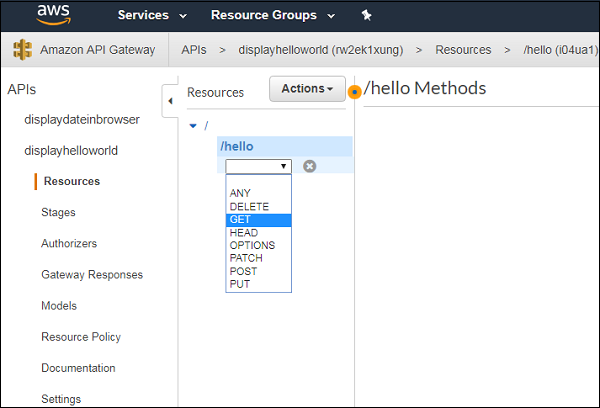 aws Services Resource Groups
Amazon API Gateway APIs > displayhelloworld (rw2ek1xung) > Resources > /hello (i04ua1)
APIs
displaydateinbrowser
displayhelloworld
Resources
Stages
Authorizers
Gateway Responses
Models
Resource Policy
Documentation
Settings
Resources Actions
/
/hello
ANY
DELETE
GET
HEAD
OPTIONS
PATCH
POST
PUT
/hello Methods